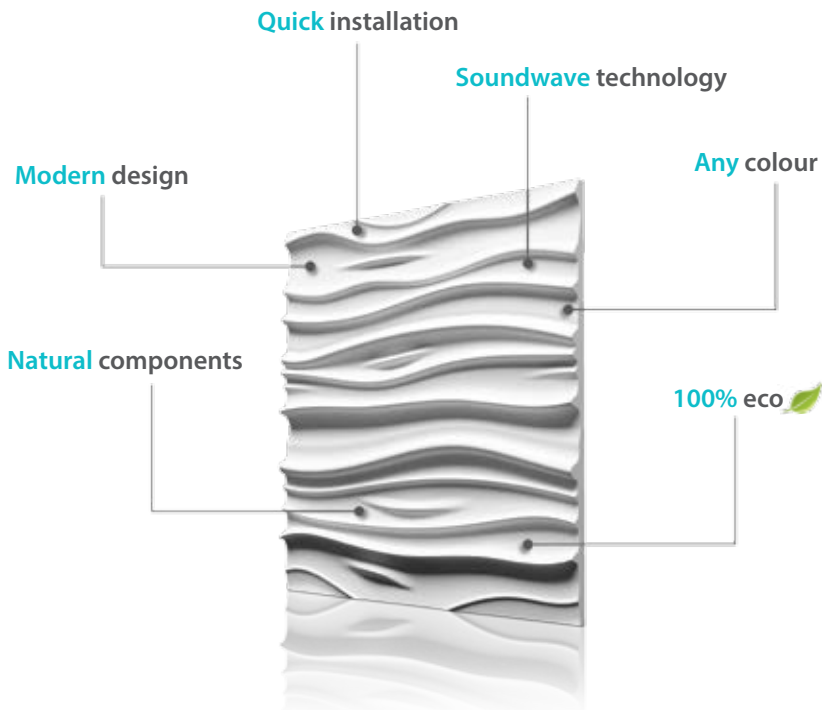 Quick installation
Soundwave technology
Any colour
Modern design
Natural components
100% eco